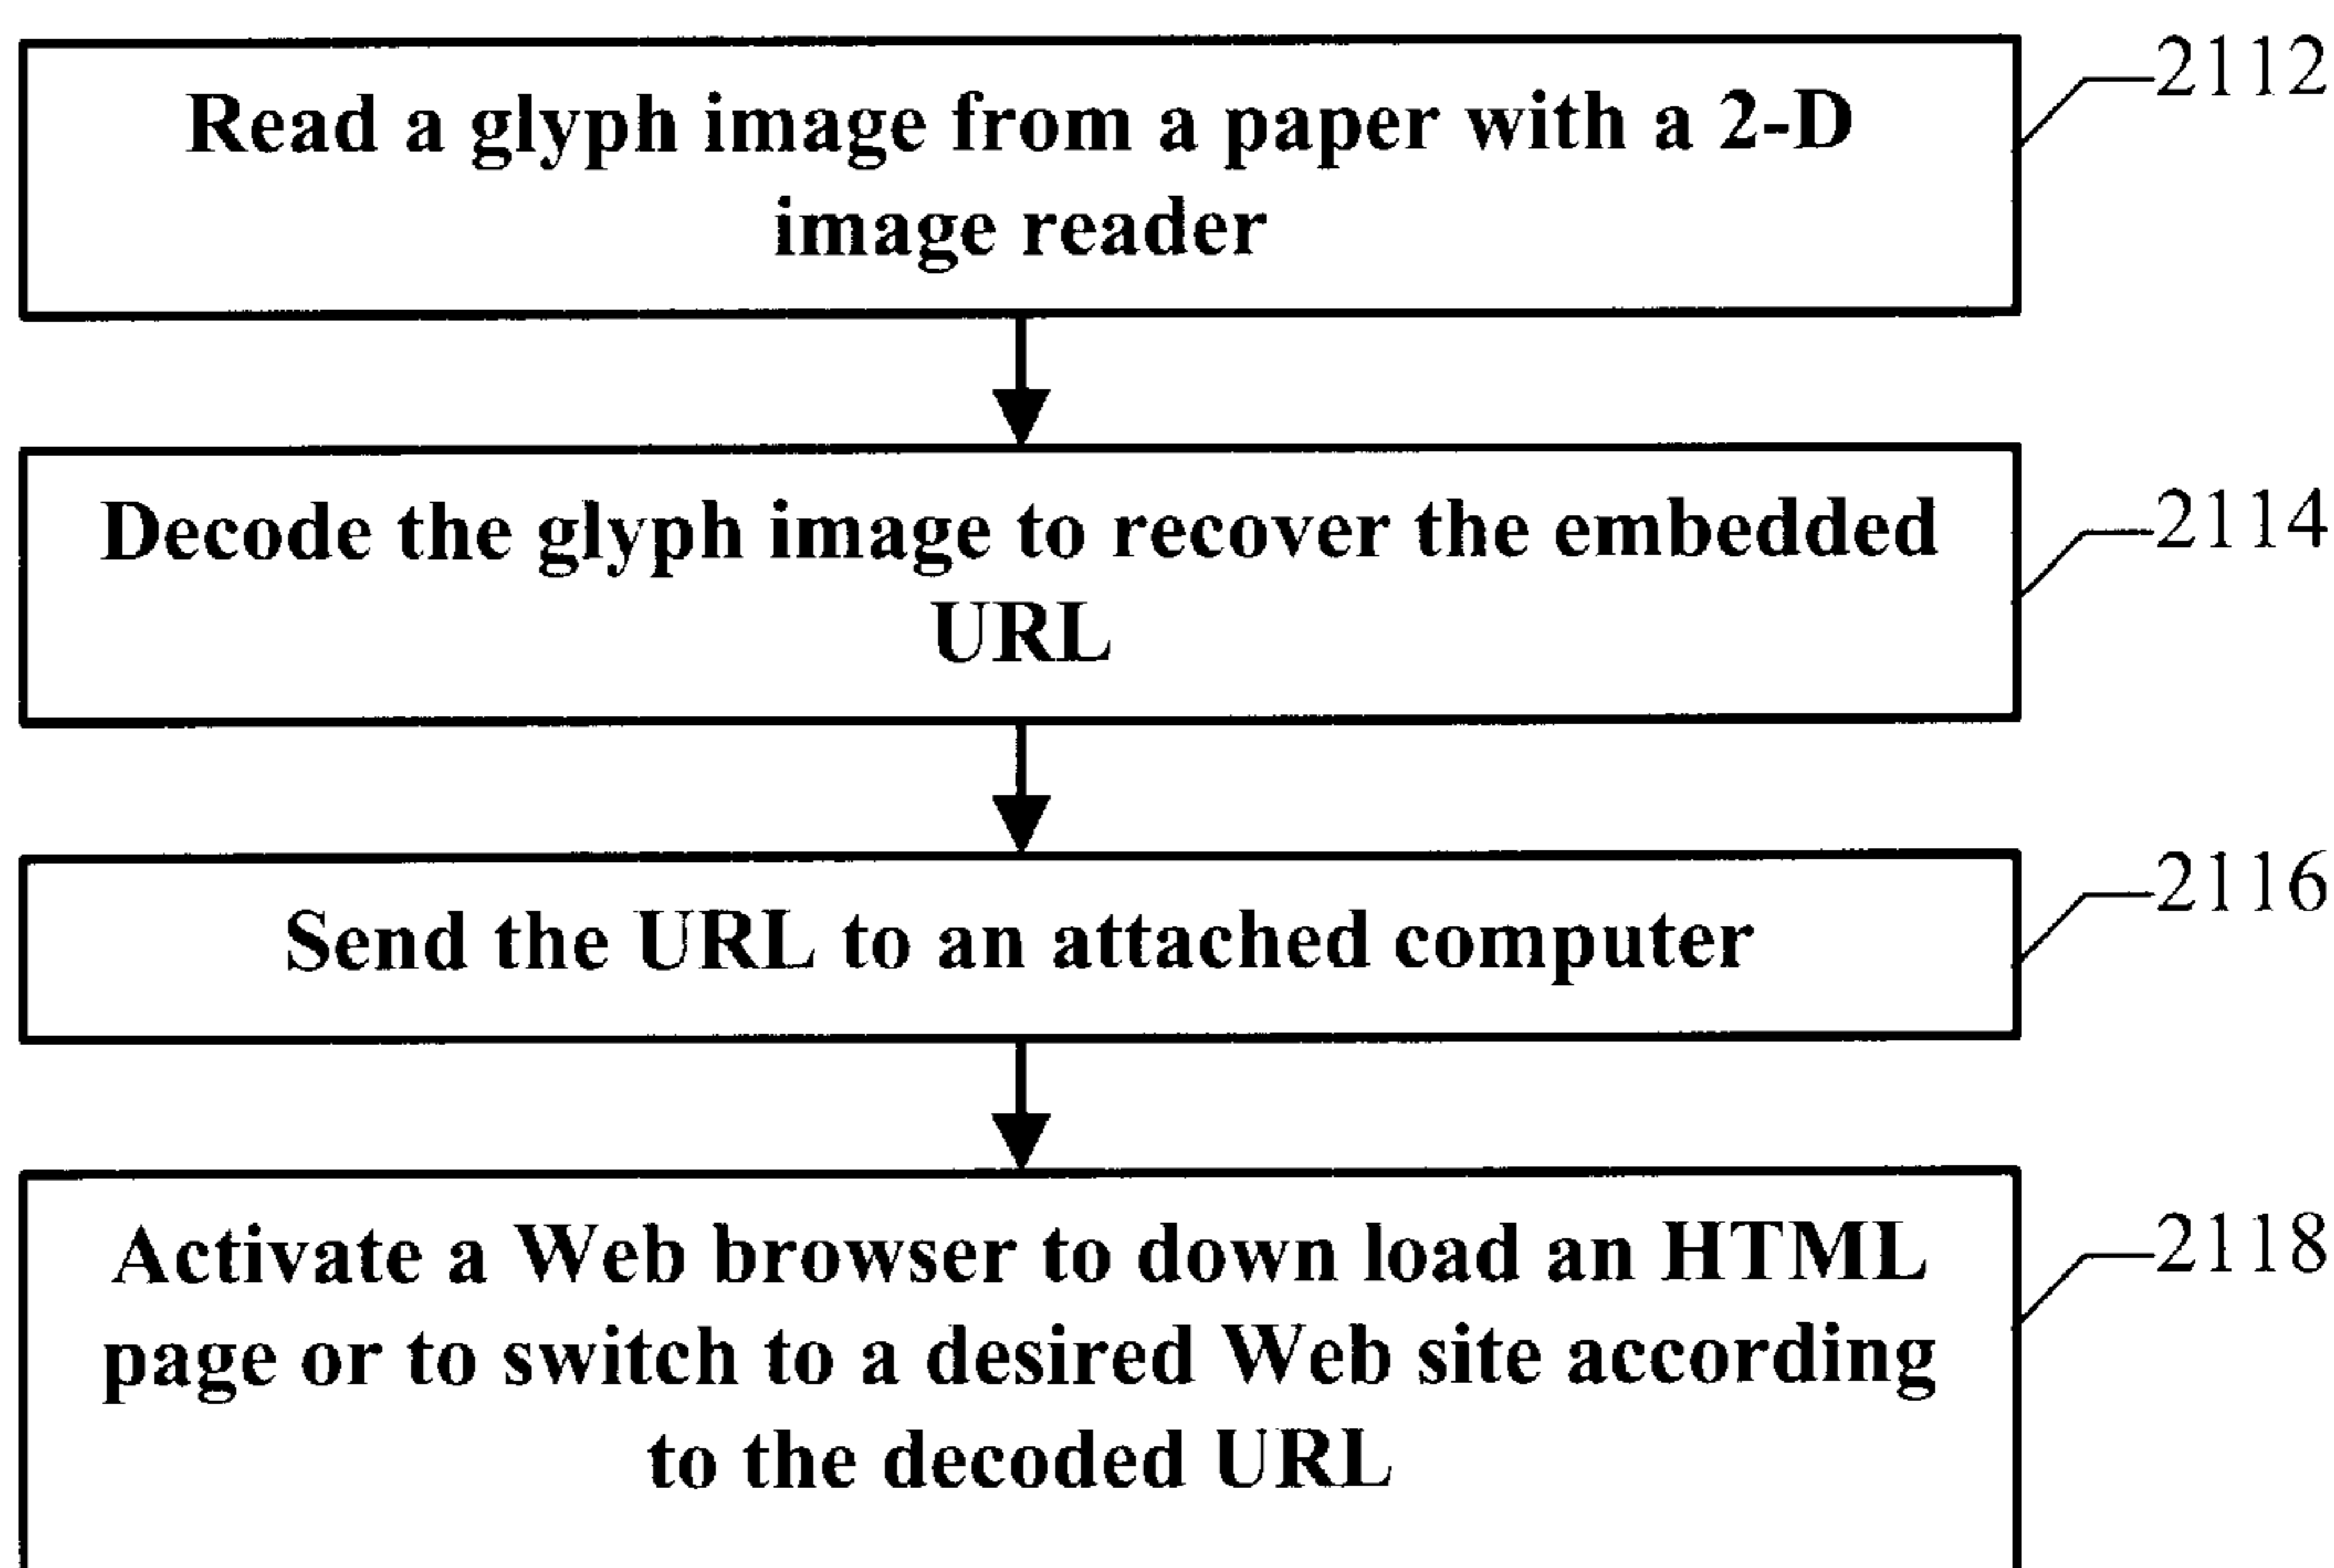 Read a glyph image from a paper with a 2-D
image reader
2112
Decode the glyph image to recover the embedded
URL
2114
Send the URL to an attached computer
2116
Activate a Web browser to down load an HTML
page or to switch to a desired Web site according
to the decoded URL
2118